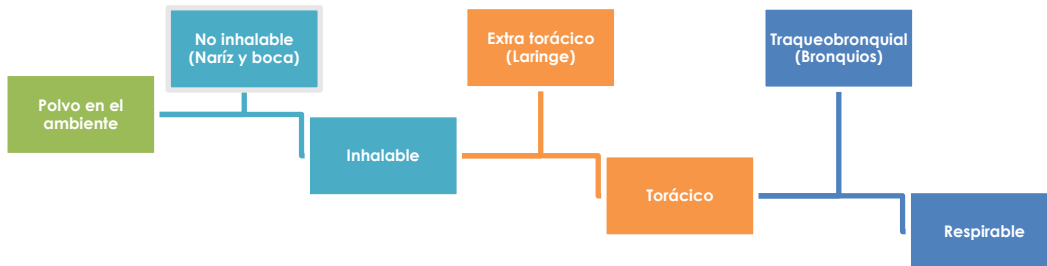 No inhalable
(Naríz y boca)
Extra torácico
(Laringe)
Traqueobronquial
(Bronquios)
Polvo en el
ambiente
Inhalable
Torácico
Respirable